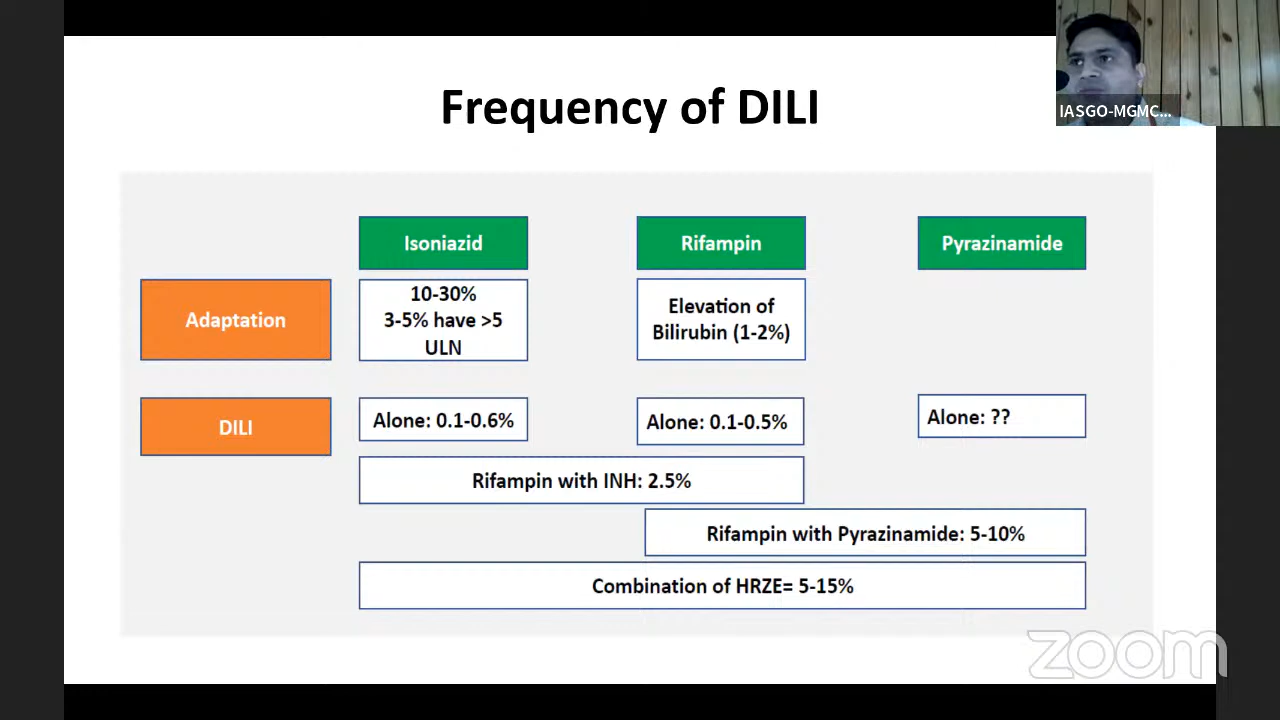 Frequency of DILI
IASGO-MGMC...
Isoniazid
Rifampin
Pyrazinamide
Adaptation
10-30%
3-5% have >5
ULN
Elevation of
Bilirubin (1-2%)
DILI
Alone: 0.1-0.6%
Alone: 0.1-0.5%
Alone: ??
Rifampin with INH: 2.5%
Rifampin with Pyrazinamide: 5-10%
Combination of HRZE= 5-15%
zoom